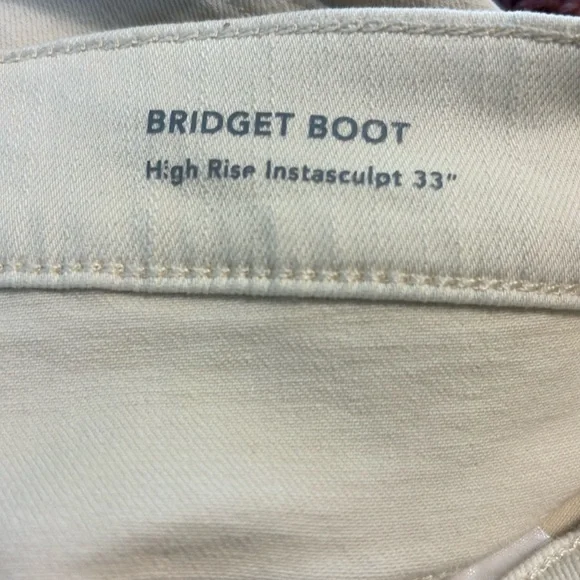 BRIDGET BOOT
High Rise Instasculpt 33"